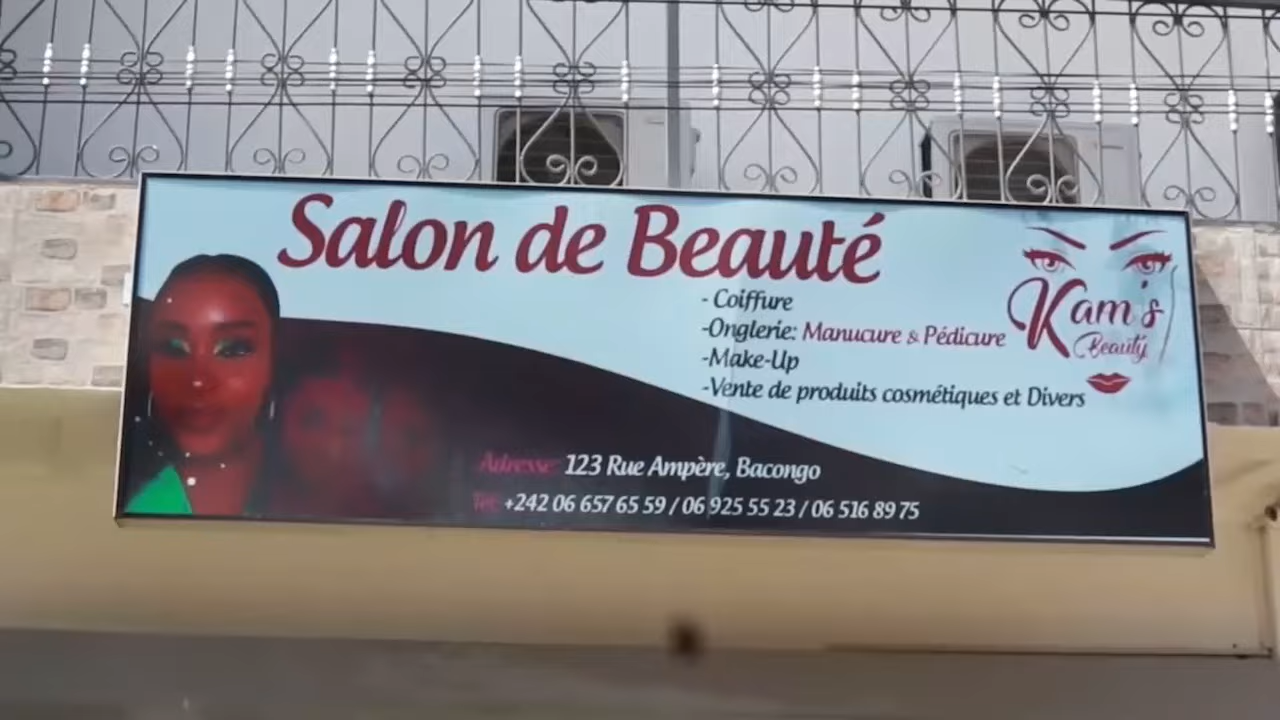 Salon de Beauté
- Coiffure
-Onglerie: Manucure & Pédicure
-Make-Up
-Vente de produits cosmétiques et Divers
Kam's
Beauty
Adresse: 123 Rue Ampère, Bacongo
Tel: +242 06 657 65 59 / 06 925 55 23 / 06 516 89 75